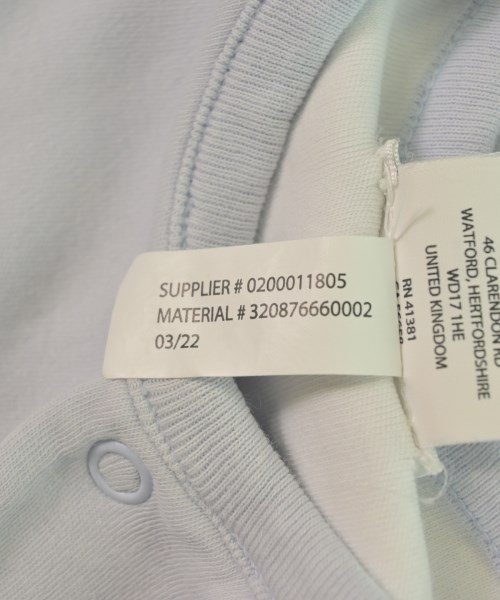 SUPPLIER # 0200011805
MATERIAL # 320876660002
03/22
46 CLARENDON RD
WATFORD, HERTFORDSHIRE
WD17 1HE
UNITED KINGDOM
RN 41381